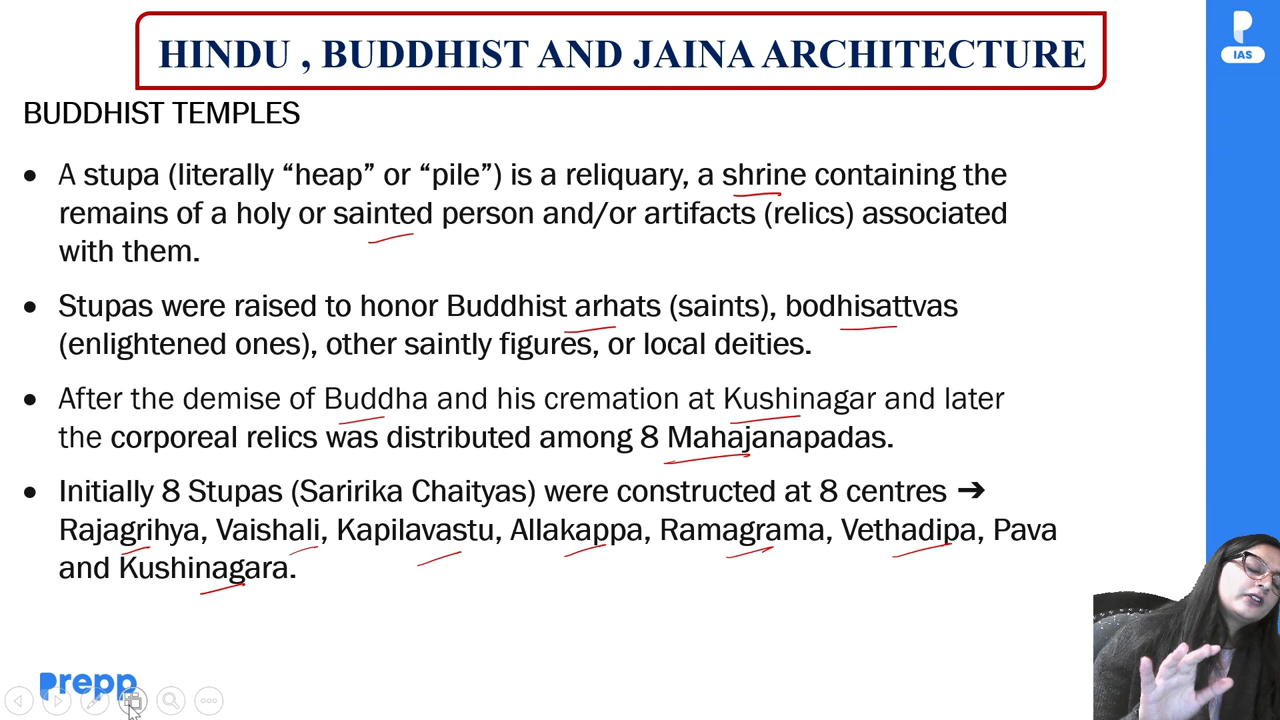 HINDU , BUDDHIST AND JAINA ARCHITECTURE
IAS
BUDDHIST TEMPLES
• A stupa (literally “heap” or “pile”) is a reliquary, a shrine containing the
remains of a holy or sainted person and/or artifacts (relics) associated
with them.
• Stupas were raised to honor Buddhist arhats (saints), bodhisattvas
(enlightened ones), other saintly figures, or local deities.
• After the demise of Buddha and his cremation at Kushinagar and later
the corporeal relics was distributed among 8 Mahajanapadas.
• Initially 8 Stupas (Saririka Chaityas) were constructed at 8 centres ➔
Rajagrihya, Vaishali, Kapilavastu, Allakappa, Ramagrama, Vethadipa, Pava
and Kushinagara.
Prepp